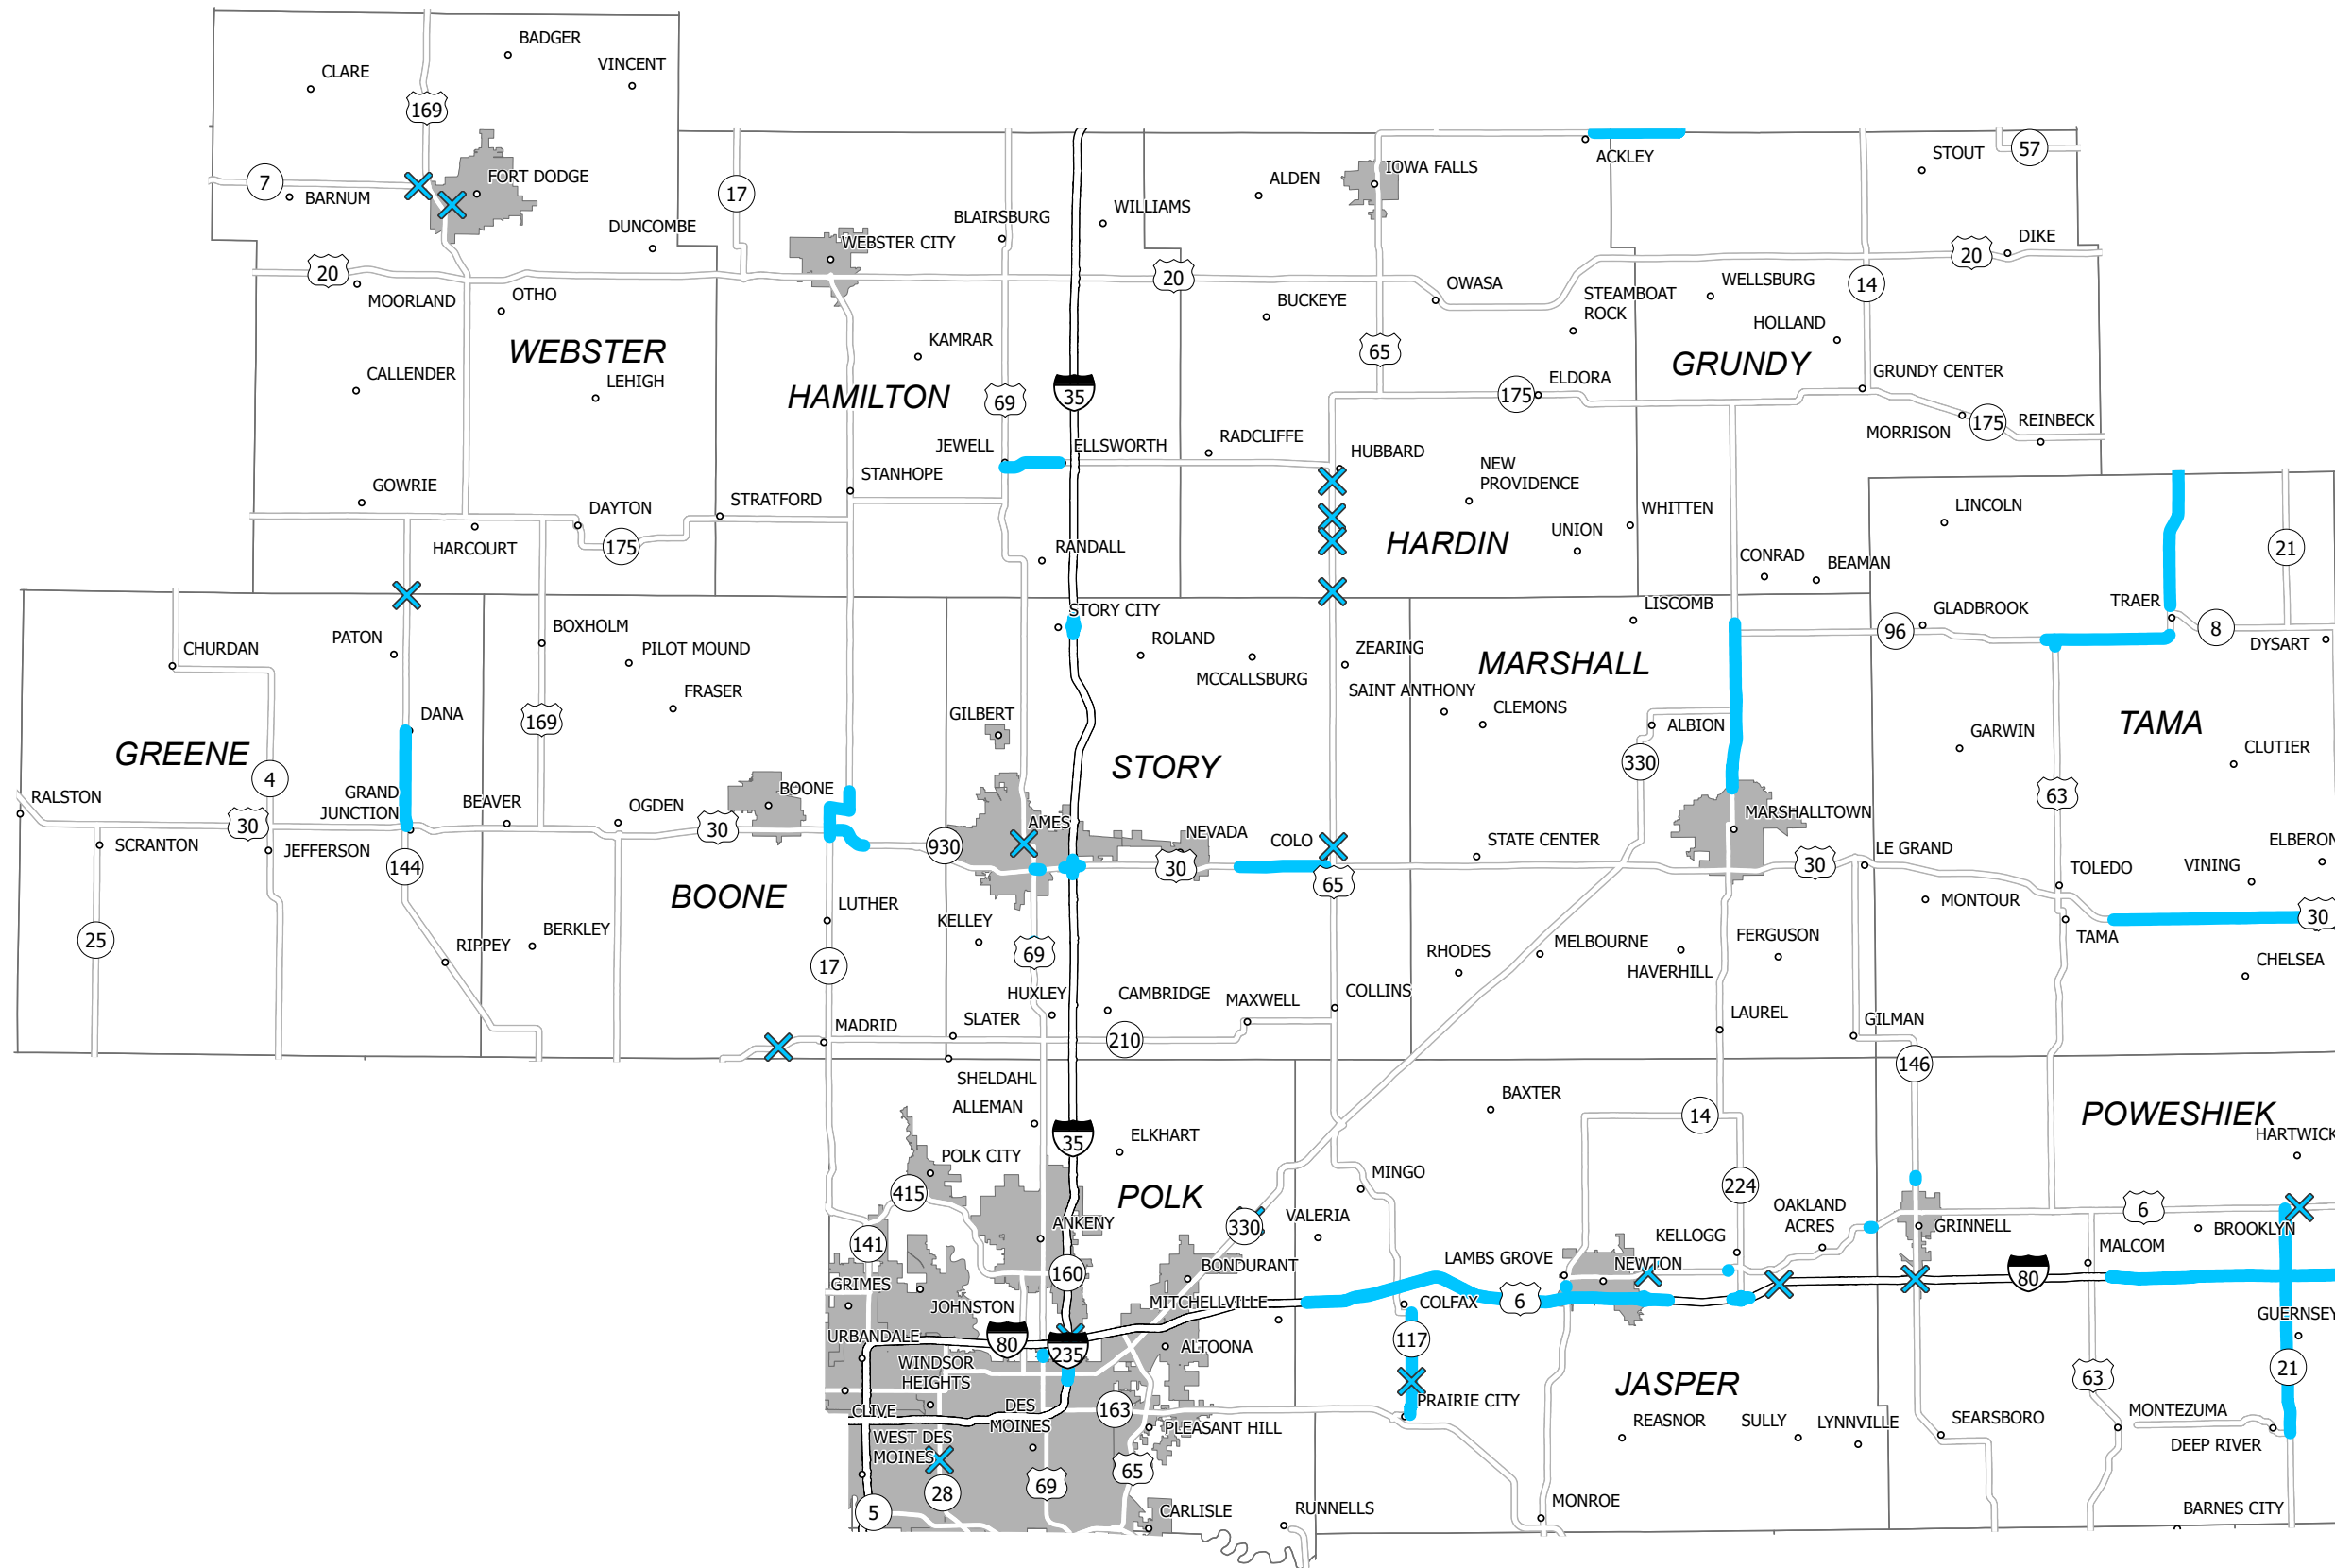 BADGER
CLARE
VINCENT
169
FORT DODGE
7
BARNUM
17
DUNCOMBE
BLAIRSBURG
WILLIAMS
ALDEN
IOWA FALLS
ACKLEY
STOUT
57
WEBSTER CITY
20
MOORLAND
OTHO
20
BUCKEYE
OWASA
STEAMBOAT
ROCK
WELLSBURG
14
20
DIKE
HOLLAND
WEBSTER
KAMRAR
65
GRUNDY
CALLENDER
LEHIGH
HAMILTON
69
35
175
ELDORA
GRUNDY CENTER
MORRISON
175
REINBECK
JEWELL
ELLSWORTH
RADCLIFFE
HUBBARD
NEW
PROVIDENCE
GOWRIE
STANHOPE
DAYTON
STRATFORD
WHITTEN
LINCOLN
HARCOURT
175
RANDALL
HARDIN
UNION
CONRAD
BEAMAN
21
STORY CITY
LISCOMB
GLADBROOK
TRAER
PATON
BOXHOLM
PILOT MOUND
ROLAND
ZEARING
96
8
DYSART
CHURDAN
MCCALLSBURG
MARSHALL
FRASER
SAINT ANTHONY
CLEMONS
DANA
169
GILBERT
ALBION
GARWIN
TAMA
GREENE
4
STORY
330
CLUTIER
RALSTON
GRAND
JUNCTION
BEAVER
OGDEN
BOONE
63
30
30
AMES
NEVADA
COLO
STATE CENTER
MARSHALLTOWN
SCRANTON
JEFFERSON
930
30
65
30
LE GRAND
ELBERON
144
BOONE
TOLEDO
VINING
LUTHER
KELLEY
MONTOUR
30
25
RIPPEY
BERKLEY
69
RHODES
MELBOURNE
HAVERHILL
FERGUSON
TAMA
17
CHELSEA
HUXLEY
CAMBRIDGE
MAXWELL
COLLINS
MADRID
SLATER
LAUREL
GILMAN
210
SHELDAHL
146
ALLEMAN
BAXTER
14
POWESHIEK
35
ELKHART
HARTWICK
POLK CITY
MINGO
415
POLK
224
OAKLAND
ACRES
6
ANKENY
330
VALERIA
GRINNELL
BROOKLYN
141
KELLOGG
MALCOM
160
BONDURANT
LAMBS GROVE
NEWTON
80
GRIMES
JOHNSTON
MITCHELLVILLE
6
COLFAX
GUERNSEY
URBANDALE
80
235
ALTOONA
117
WINDSOR
HEIGHTS
21
JASPER
63
CLIVE
DES
MOINES
163
PRAIRIE CITY
PLEASANT HILL
REASNOR
SULLY
LYNNVILLE
SEARSBORO
MONTEZUMA
DEEP RIVER
WEST DES
MOINES
65
69
28
5
CARLISLE
RUNNELLS
MONROE
BARNES CITY